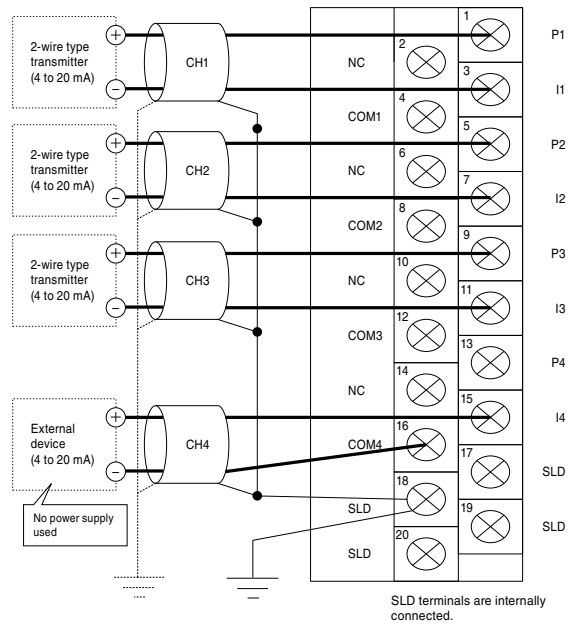 2-wire type
transmitter
(4 to 20 mA)
+
−
CH1
2-wire type
transmitter
(4 to 20 mA)
+
−
CH2
2-wire type
transmitter
(4 to 20 mA)
+
−
CH3
External
device
(4 to 20 mA)
+
−
CH4
No power supply
used
NC
COM1
NC
COM2
NC
COM3
NC
COM4
SLD
SLD
2
4
6
8
10
12
14
16
18
20
1
3
5
7
9
11
13
15
17
19
P1
I1
P2
I2
P3
I3
P4
I4
SLD
SLD
SLD terminals are internally
connected.